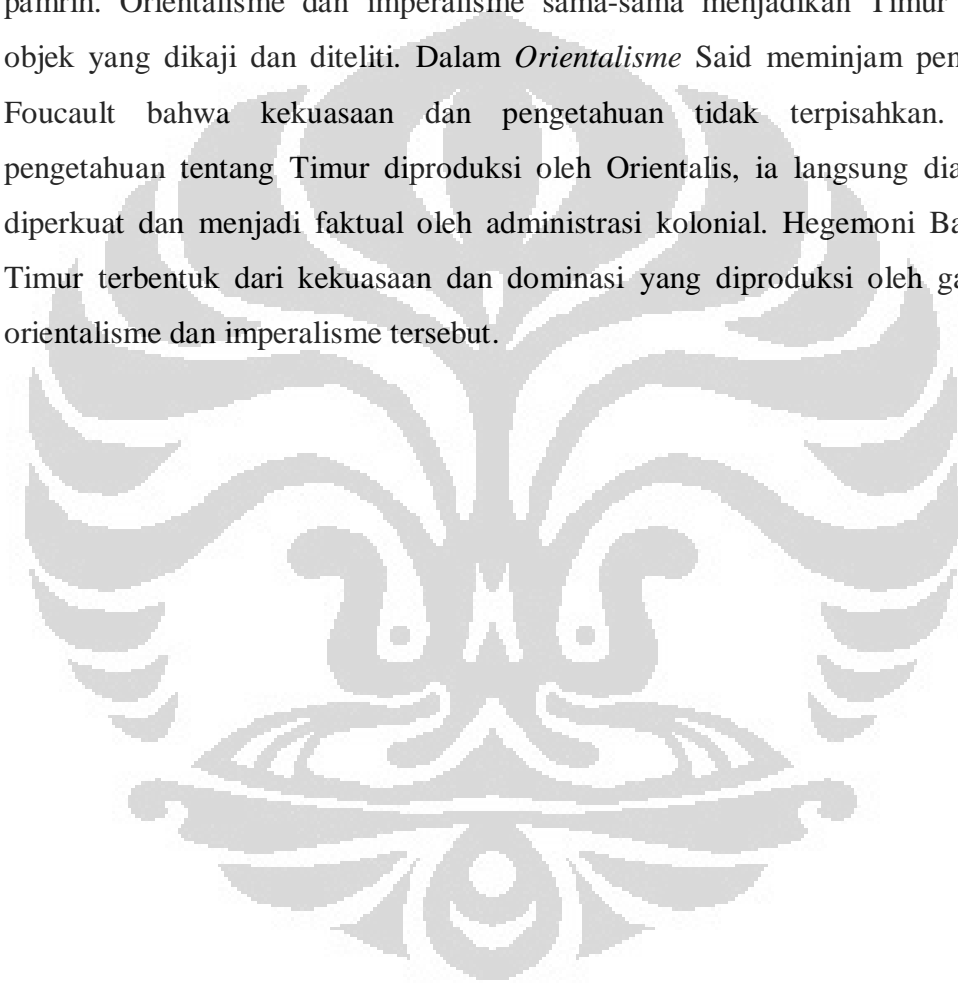 pamrih. Orientalisme dan imperalisme sama-sama menjadikan Timur
objek yang dikaji dan diteliti. Dalam Orientalisme Said meminjam
Foucault bahwa kekuasaan dan pengetahuan tidak terpisahkan.
pengetahuan tentang Timur diproduksi oleh Orientalis, ia langsung
diperkuat dan menjadi faktual oleh administrasi kolonial. Hegemoni
Timur terbentuk dari kekuasaan dan dominasi yang diproduksi oleh
orientalisme dan imperalisme tersebut.